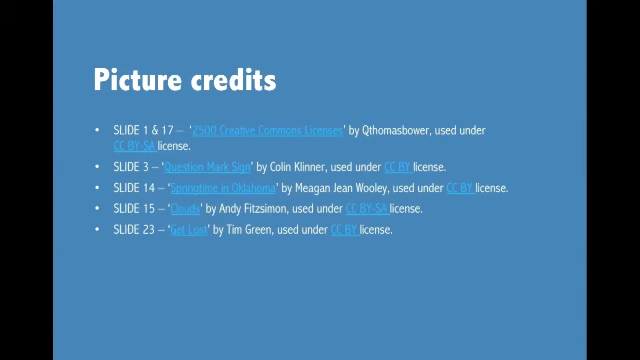 Picture credits
• SLIDE 1 & 17 – ‘2500 Creative Commons Licenses’ by Qthomasbower, used under
CC BY-SA license.
• SLIDE 3 – ‘Question Mark Sign’ by Colin Klinner, used under CC BY license.
• SLIDE 14 – ‘Springtime in Oklahoma’ by Meagan Jean Wooley, used under CC BY license.
• SLIDE 15 – ‘Clouds’ by Andy Fitzsimon, used under CC BY-SA license.
• SLIDE 23 – ‘Get Lost’ by Tim Green, used under CC BY license.